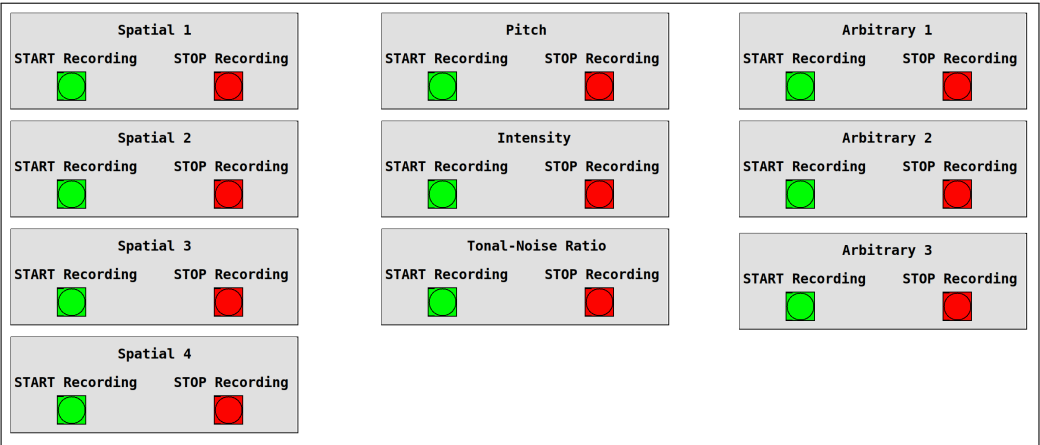 Spatial 1
START Recording STOP Recording
Spatial 2
START Recording STOP Recording
Spatial 3
START Recording STOP Recording
Spatial 4
START Recording STOP Recording
Pitch
START Recording STOP Recording
Intensity
START Recording STOP Recording
Tonal-Noise Ratio
START Recording STOP Recording
Arbitrary 1
START Recording STOP Recording
Arbitrary 2
START Recording STOP Recording
Arbitrary 3
START Recording STOP Recording